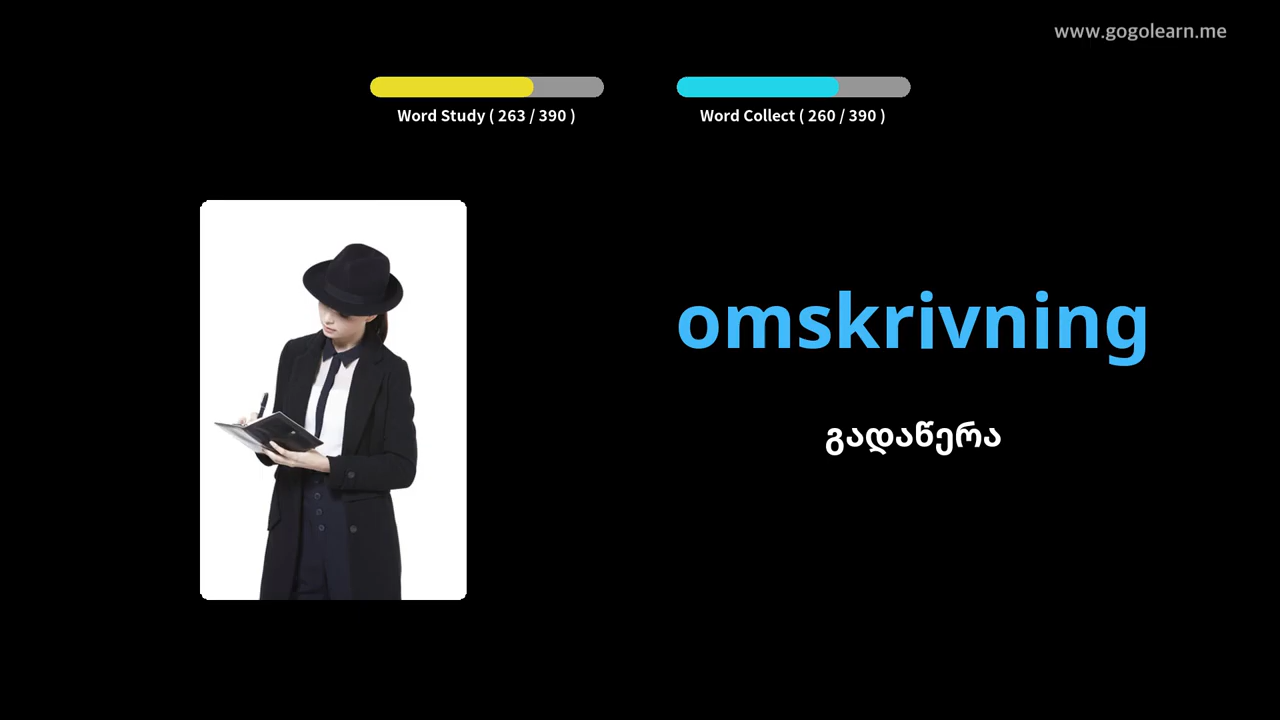 www.gogolearn.me
Word Study ( 263 / 390 )
Word Collect ( 260 / 390 )
omskrivning
გადაწერა